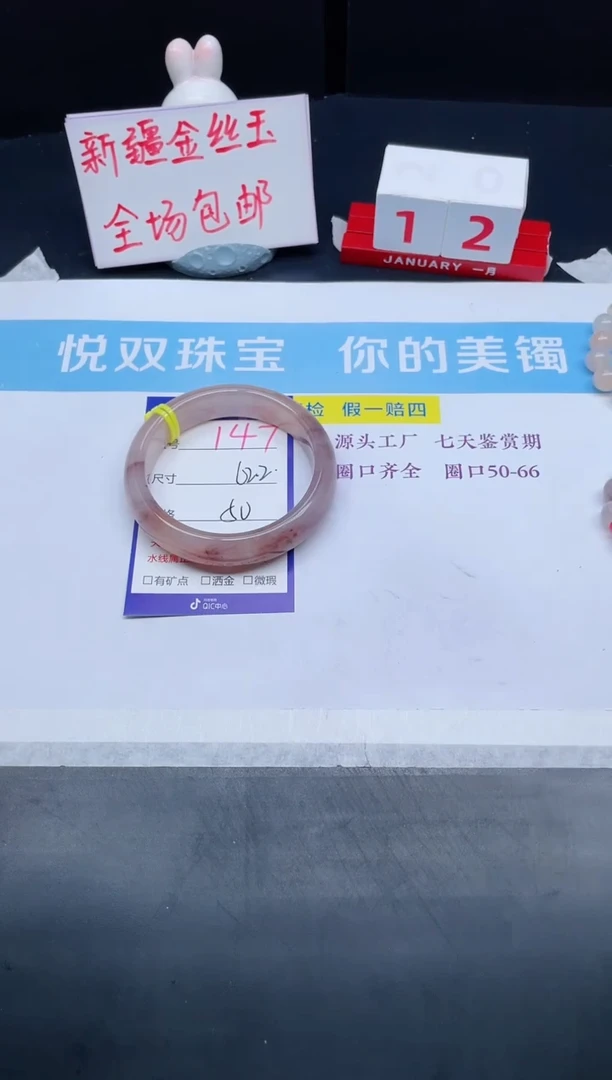 新疆金丝玉
全场包邮
1 2
JANUARY 一月
悦双珠宝 你的美镯
检 假一赔四
147
源头工厂 七天鉴赏期
尺寸 62.2
圈口齐全 圈口50-66
50
水线
□有矿点 □洒金 □微瑕
QIC中心